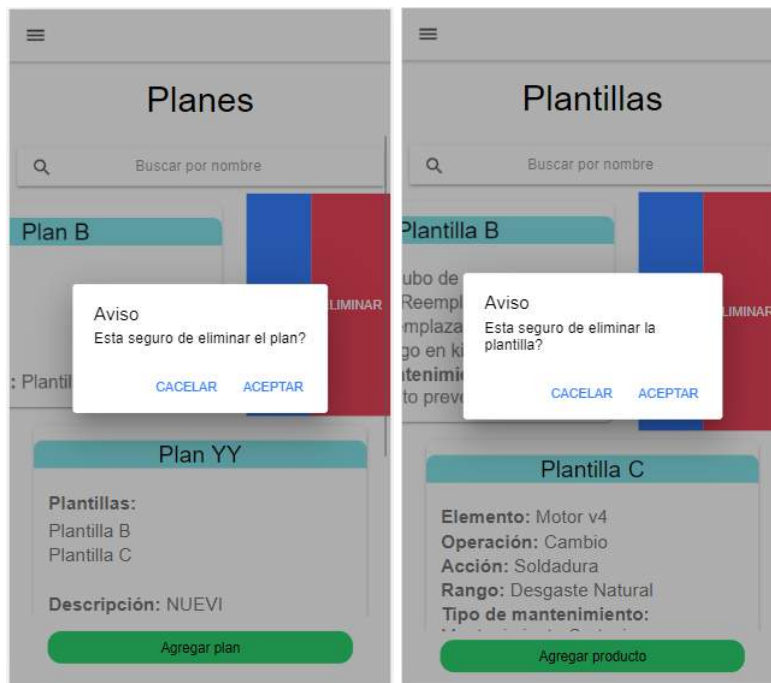 Planes
Buscar por nombre
Plan B
LIMINAR
Aviso
Esta seguro de eliminar el plan?
CACELAR ACEPTAR
: Plantil
Plan YY
Plantillas:
Plantilla B
Plantilla C
Descripción: NUEVI
Agregar plan
Plantillas
Buscar por nombre
Plantilla B
ubo de
Reempl
emplaza
go en ki
ntenimie
to preve
LIMINAR
Aviso
Esta seguro de eliminar la
plantilla?
CACELAR ACEPTAR
Plantilla C
Elemento: Motor v4
Operación: Cambio
Acción: Soldadura
Rango: Desgaste Natural
Tipo de mantenimiento:
Agregar producto